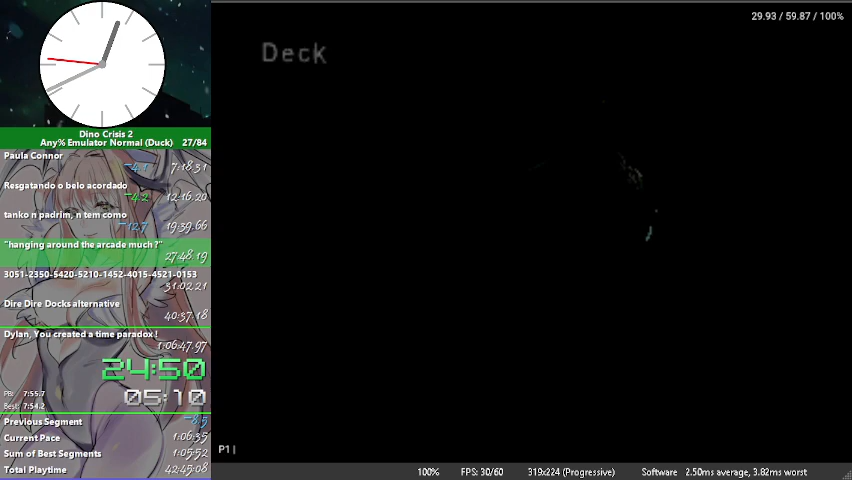 29.93 / 59.87 / 100%
Deck
Dino Crisis 2
Any% Emulator Normal (Duck) 27/84
Paula Connor
-4.1 7:18.31
Resgatando o belo acordado
-4.2 12:16.20
tanko n padrim, n tem como
-12.7 19:39.66
"hanging around the arcade much ?"
27:48.19
3051-2350-5420-5210-1452-4015-4521-0153
31:02.21
Dire Dire Docks alternative
40:37.18
Dylan, You created a time paradox !
1:06:47.97
24:50
PB: 7:55.7
05:10
Best: 7:54.2
Previous Segment -8.5
Current Pace 1:06:35
Sum of Best Segments 1:05:52
Total Playtime 42:45:08
P1 |
100% FPS: 30/60 319x224 (Progressive) Software 2.50ms average, 3.82ms worst